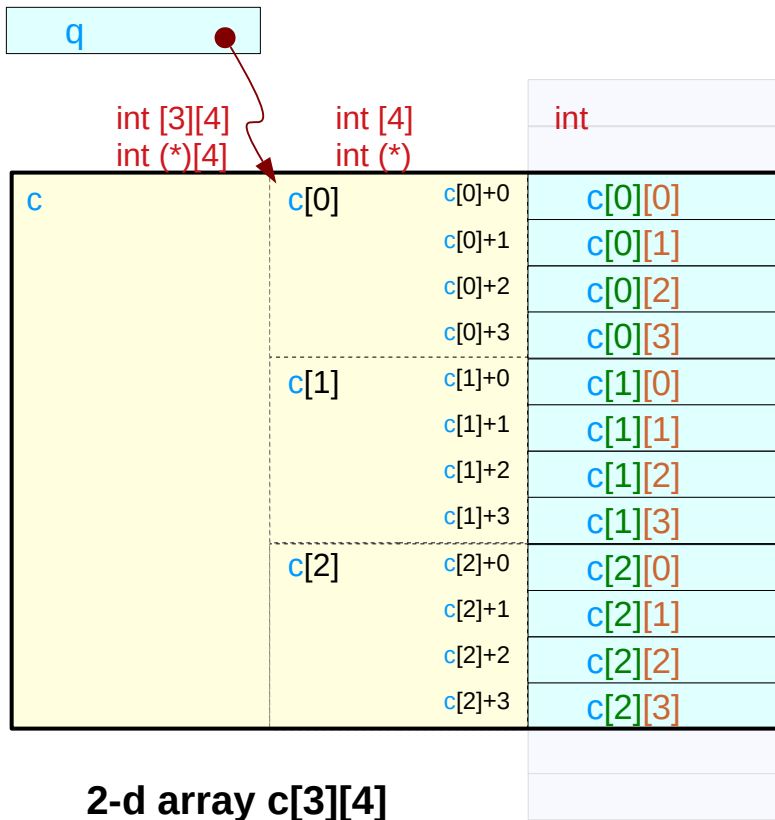 q
int [3][4] int [4] int
int (*)[4] int (*)
c c[0] c[0]+0 c[0][0]
c[0]+1 c[0][1]
c[0]+2 c[0][2]
c[0]+3 c[0][3]
c[1] c[1]+0 c[1][0]
c[1]+1 c[1][1]
c[1]+2 c[1][2]
c[1]+3 c[1][3]
c[2] c[2]+0 c[2][0]
c[2]+1 c[2][1]
c[2]+2 c[2][2]
c[2]+3 c[2][3]
2-d array c[3][4]